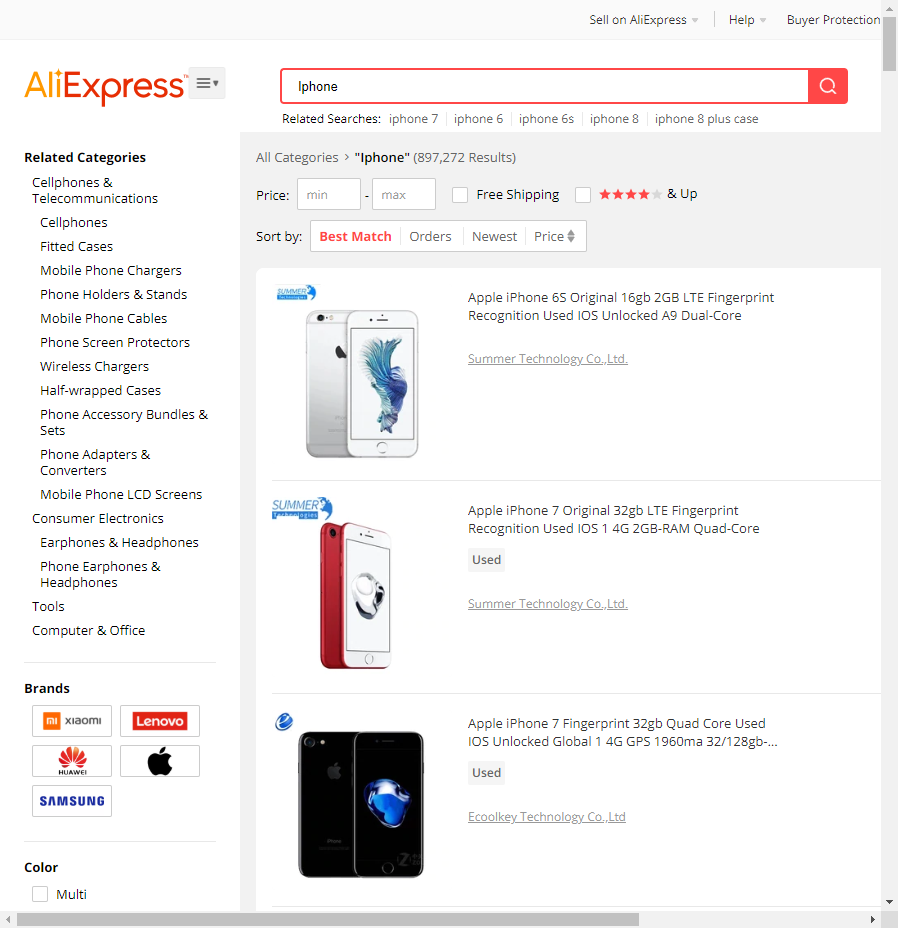 Sell on AliExpress
Help
Buyer Protection
AliExpress™
Iphone
Related Searches: iphone 7 iphone 6 iphone 6s iphone 8 iphone 8 plus case
Related Categories
Cellphones &
Telecommunications
Cellphones
Fitted Cases
Mobile Phone Chargers
Phone Holders & Stands
Mobile Phone Cables
Phone Screen Protectors
Wireless Chargers
Half-wrapped Cases
Phone Accessory Bundles &
Sets
Phone Adapters &
Converters
Mobile Phone LCD Screens
Consumer Electronics
Earphones & Headphones
Phone Earphones &
Headphones
Tools
Computer & Office
Brands
mi xiaomi
Lenovo
HUAWEI
SAMSUNG
Color
Multi
All Categories > "Iphone" (897,272 Results)
Price: min - max Free Shipping & Up
Sort by: Best Match Orders Newest Price
SUMMER
Technologies
Apple iPhone 6S Original 16gb 2GB LTE Fingerprint
Recognition Used IOS Unlocked A9 Dual-Core
Summer Technology Co.,Ltd.
SUMMER
Technologies
Apple iPhone 7 Original 32gb LTE Fingerprint
Recognition Used IOS 1 4G 2GB-RAM Quad-Core
Used
Summer Technology Co.,Ltd.
Apple iPhone 7 Fingerprint 32gb Quad Core Used
IOS Unlocked Global 1 4G GPS 1960ma 32/128gb-...
Used
Ecoolkey Technology Co.,Ltd
iPhone